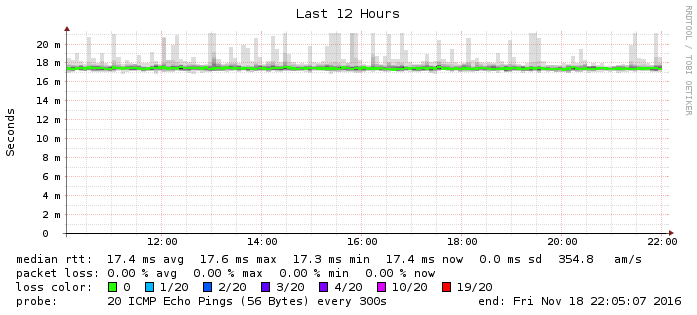 Last 12 Hours
RRDTOOL / TOBI OETIKER
Seconds
20 m
18 m
16 m
14 m
12 m
10 m
8 m
6 m
4 m
2 m
0
12:00 14:00 16:00 18:00 20:00 22:00
median rtt: 17.4 ms avg 17.6 ms max 17.3 ms min 17.4 ms now 0.0 ms sd 354.8 am/s
packet loss: 0.00 % avg 0.00 % max 0.00 % min 0.00 % now
loss color: 0 1/20 2/20 3/20 4/20 10/20 19/20
probe: 20 ICMP Echo Pings (56 Bytes) every 300s end: Fri Nov 18 22:05:07 2016